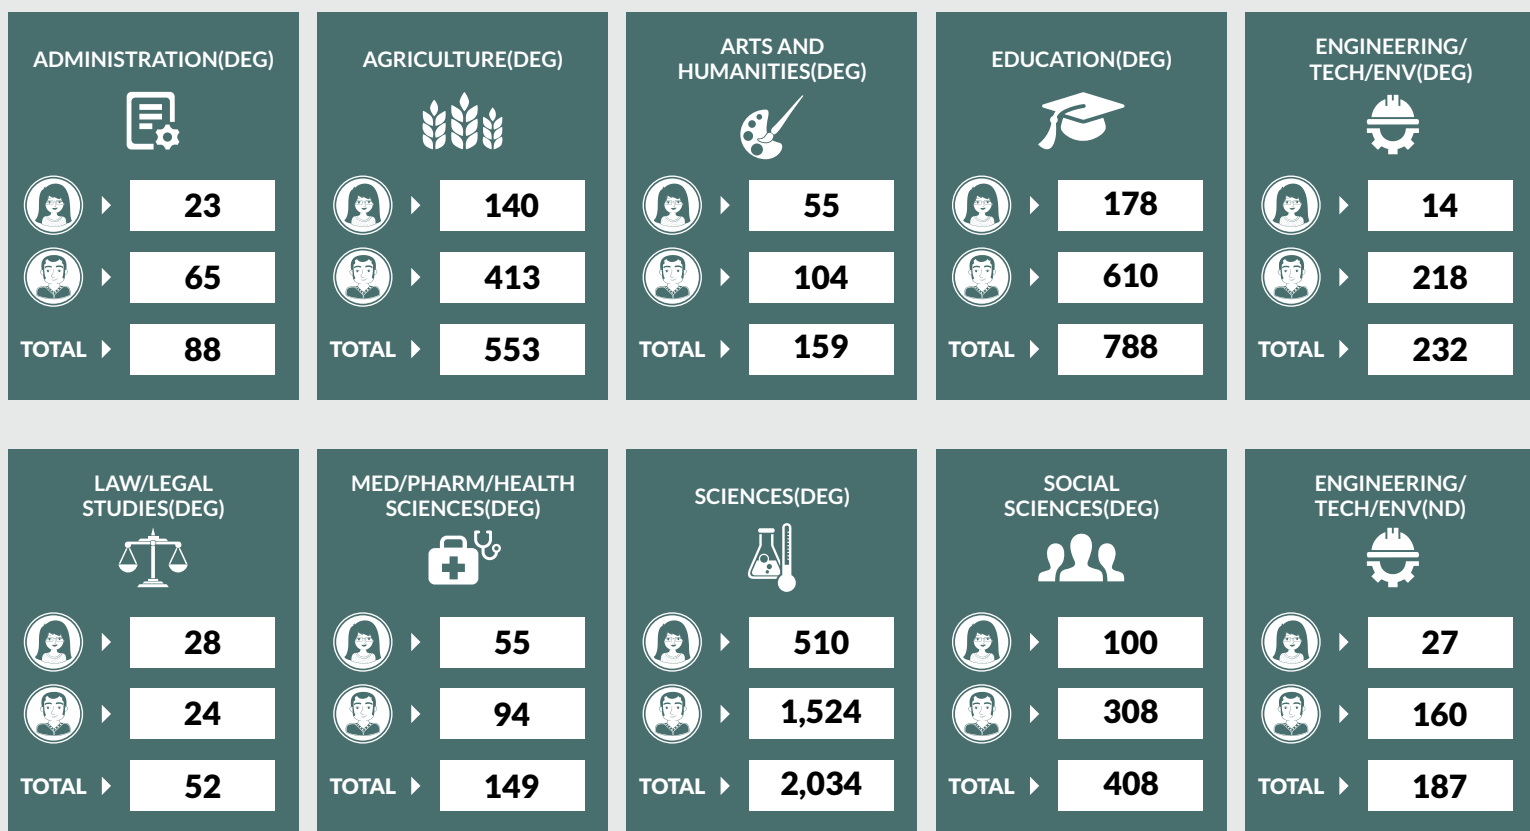 ADMINISTRATION(DEG)
23
65
TOTAL 88
AGRICULTURE(DEG)
140
413
TOTAL 553
ARTS AND
HUMANITIES(DEG)
55
104
TOTAL 159
EDUCATION(DEG)
178
610
TOTAL 788
ENGINEERING/
TECH/ENV(DEG)
14
218
TOTAL 232
LAW/LEGAL
STUDIES(DEG)
28
24
TOTAL 52
MED/PHARM/HEALTH
SCIENCES(DEG)
55
94
TOTAL 149
SCIENCES(DEG)
510
1,524
TOTAL 2,034
SOCIAL
SCIENCES(DEG)
100
308
TOTAL 408
ENGINEERING/
TECH/ENV(ND)
27
160
TOTAL 187